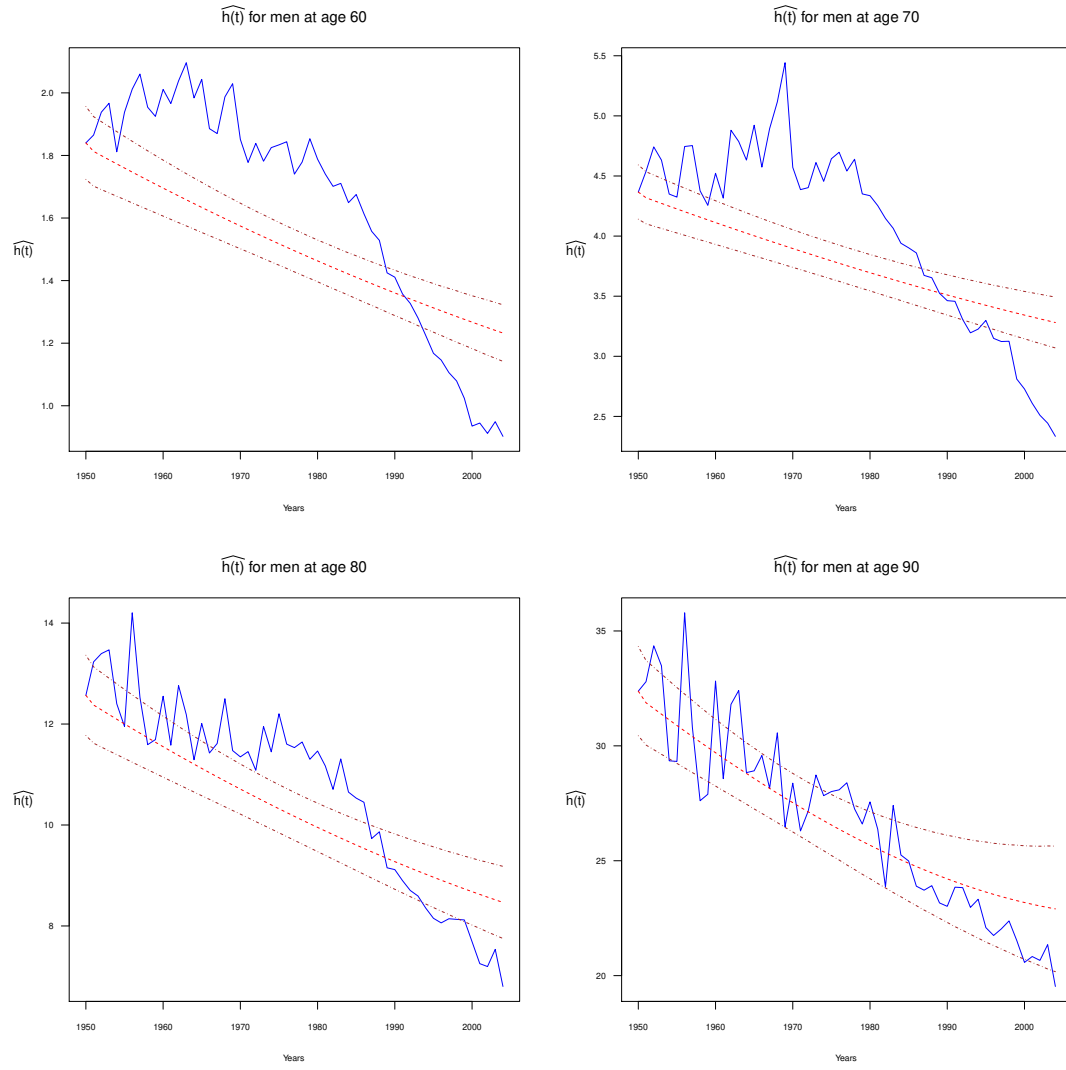 h(t) for men at age 60
2.0
1.8
1.6
1.4
1.2
1.0
h(t)
1950 1960 1970 1980 1990 2000
Years
h(t) for men at age 70
5.5
5.0
4.5
4.0
3.5
3.0
2.5
h(t)
1950 1960 1970 1980 1990 2000
Years
h(t) for men at age 80
14
12
10
8
h(t)
1950 1960 1970 1980 1990 2000
Years
h(t) for men at age 90
35
30
25
20
h(t)
1950 1960 1970 1980 1990 2000
Years